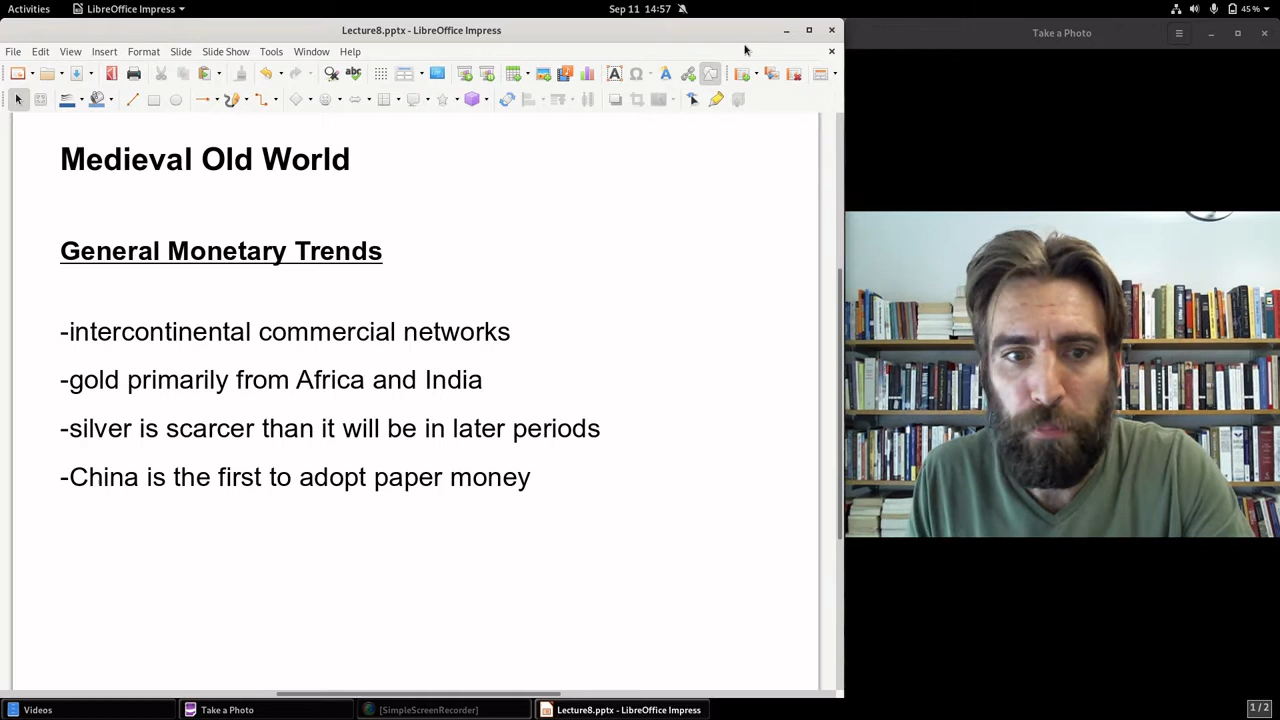 Activities
LibreOffice Impress
Sep 11 14:57
45 %
Lecture8.pptx - LibreOffice Impress
Take a Photo
File Edit View Insert Format Slide Slide Show Tools Window Help
Medieval Old World
General Monetary Trends
-intercontinental commercial networks
-gold primarily from Africa and India
-silver is scarcer than it will be in later periods
-China is the first to adopt paper money
Videos
Take a Photo
[SimpleScreenRecorder]
Lecture8.pptx - LibreOffice Impress
1 / 2